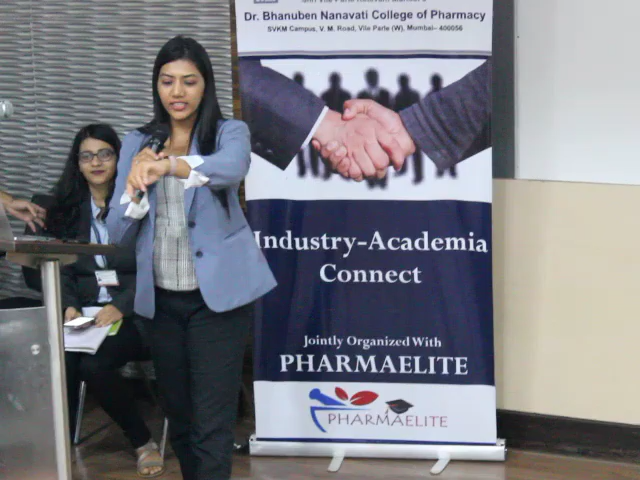 Dr. Bhanuben Nanavati College of Pharmacy
SVKM Campus, V. M. Road, Vile Parle (W), Mumbai– 400056
Industry-Academia
Connect
Jointly Organized With
PHARMAELITE
PHARMAELITE